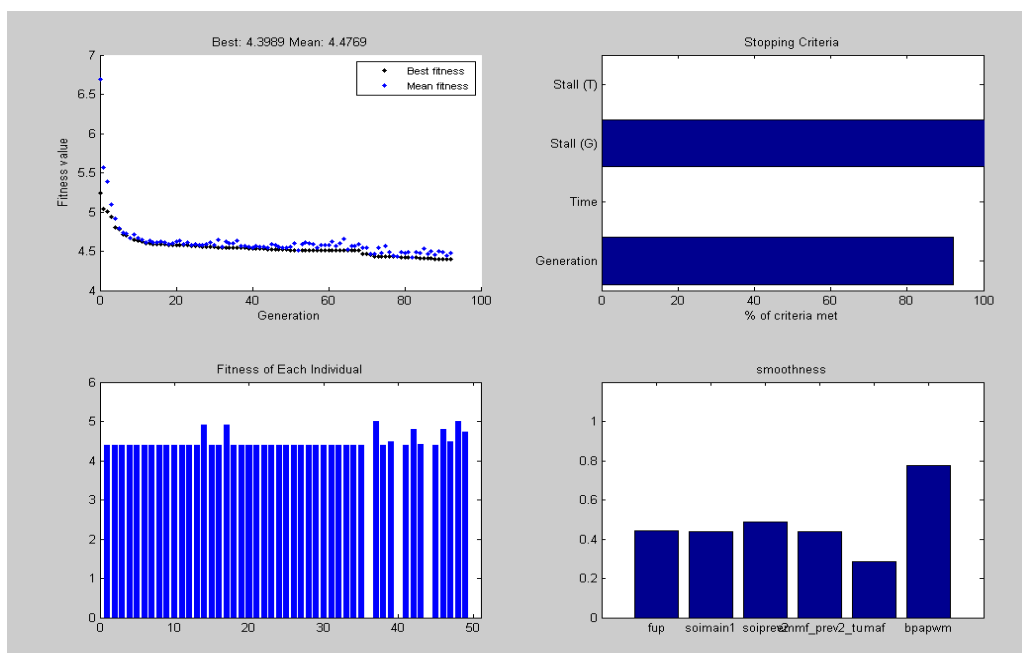 Best: 4.3989 Mean: 4.4769
7
6.5
6
5.5
5
4.5
4
Fitness value
Best fitness
Mean fitness
0 20 40 60 80 100
Generation
Stopping Criteria
Stall (T)
Stall (G)
Time
Generation
0 20 40 60 80 100
% of criteria met
Fitness of Each Individual
6
5
4
3
2
1
0
0 10 20 30 40 50
smoothness
1
0.8
0.6
0.4
0.2
0
fup soimain1 bpapwm